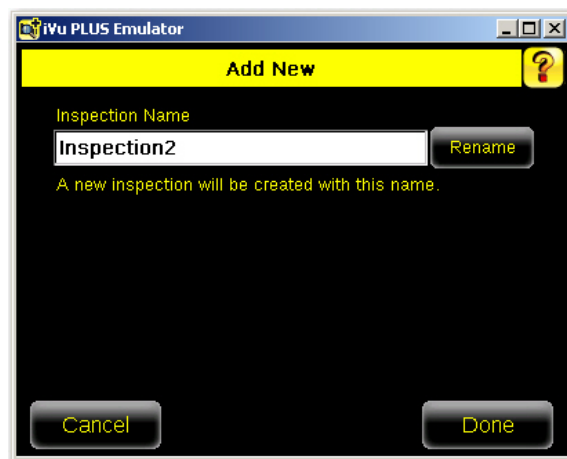 iVu PLUS Emulator
Add New
?
Inspection Name
Inspection2
Rename
A new inspection will be created with this name.
Cancel
Done